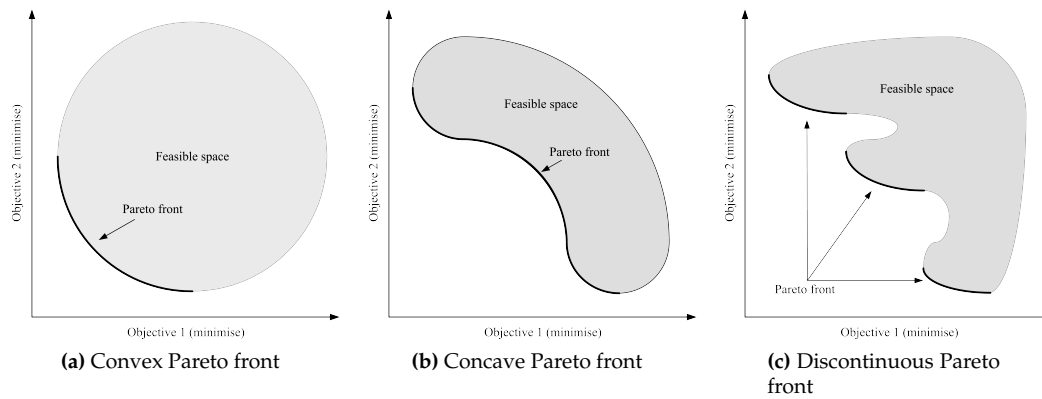 Objective 2 (minimise)
Feasible space
Pareto front
Objective 1 (minimise)
(a) Convex Pareto front
Objective 2 (minimise)
Feasible space
Pareto front
Objective 1 (minimise)
(b) Concave Pareto front
Objective 2 (minimise)
Feasible space
Pareto front
Objective 1 (minimise)
(c) Discontinuous Pareto
front